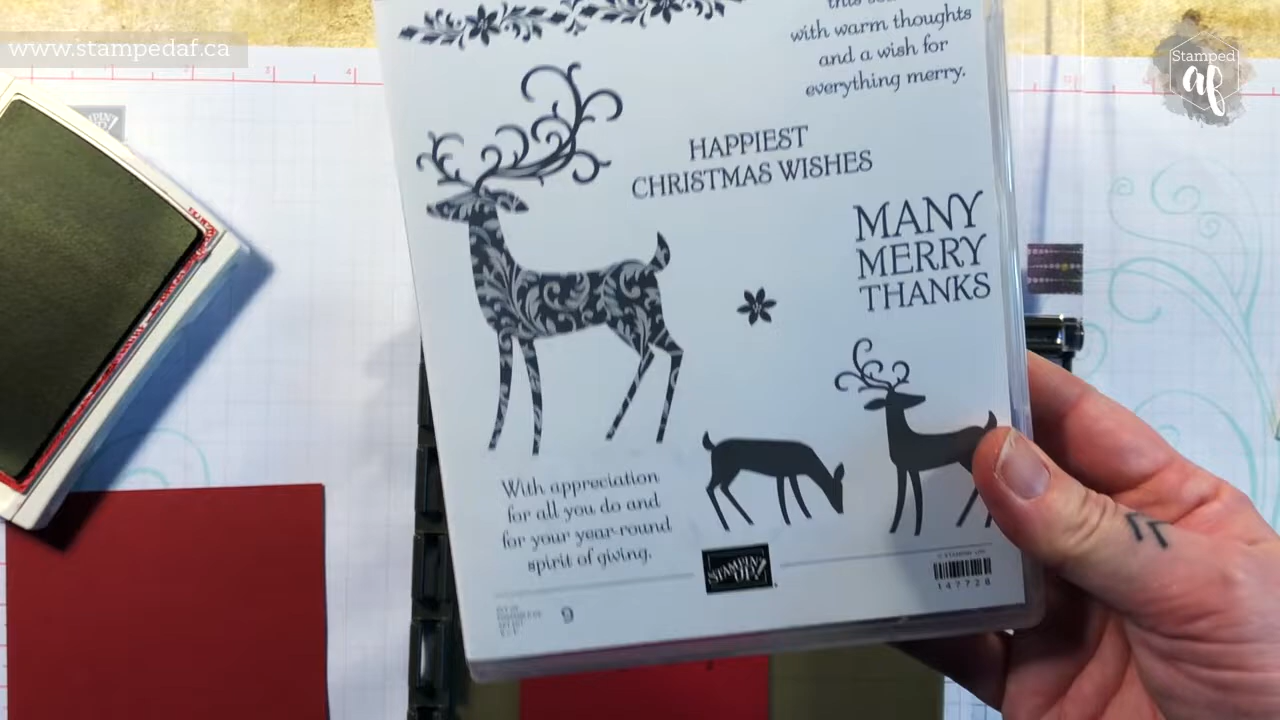 www.stampedaf.ca
Stamped
af
with warm thoughts
and a wish for
everything merry.
HAPPIEST
CHRISTMAS WISHES
MANY
MERRY
THANKS
With appreciation
for all you do and
for your year-round
spirit of giving.
STAMPIN'
UP!
147728
9
4